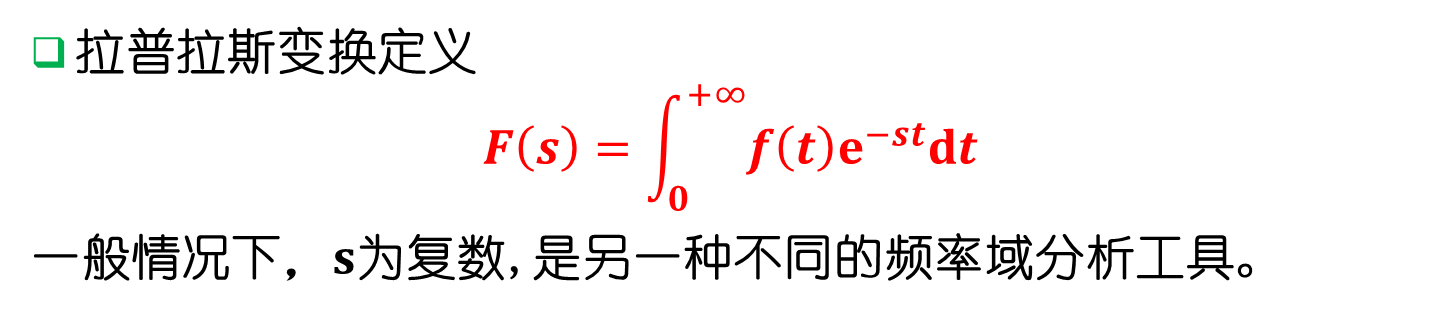 ❑拉普拉斯变换定义
F(s) = ∫₀^{+∞} f(t)e^{−st}dt
一般情况下，s为复数,是另一种不同的频率域分析工具。